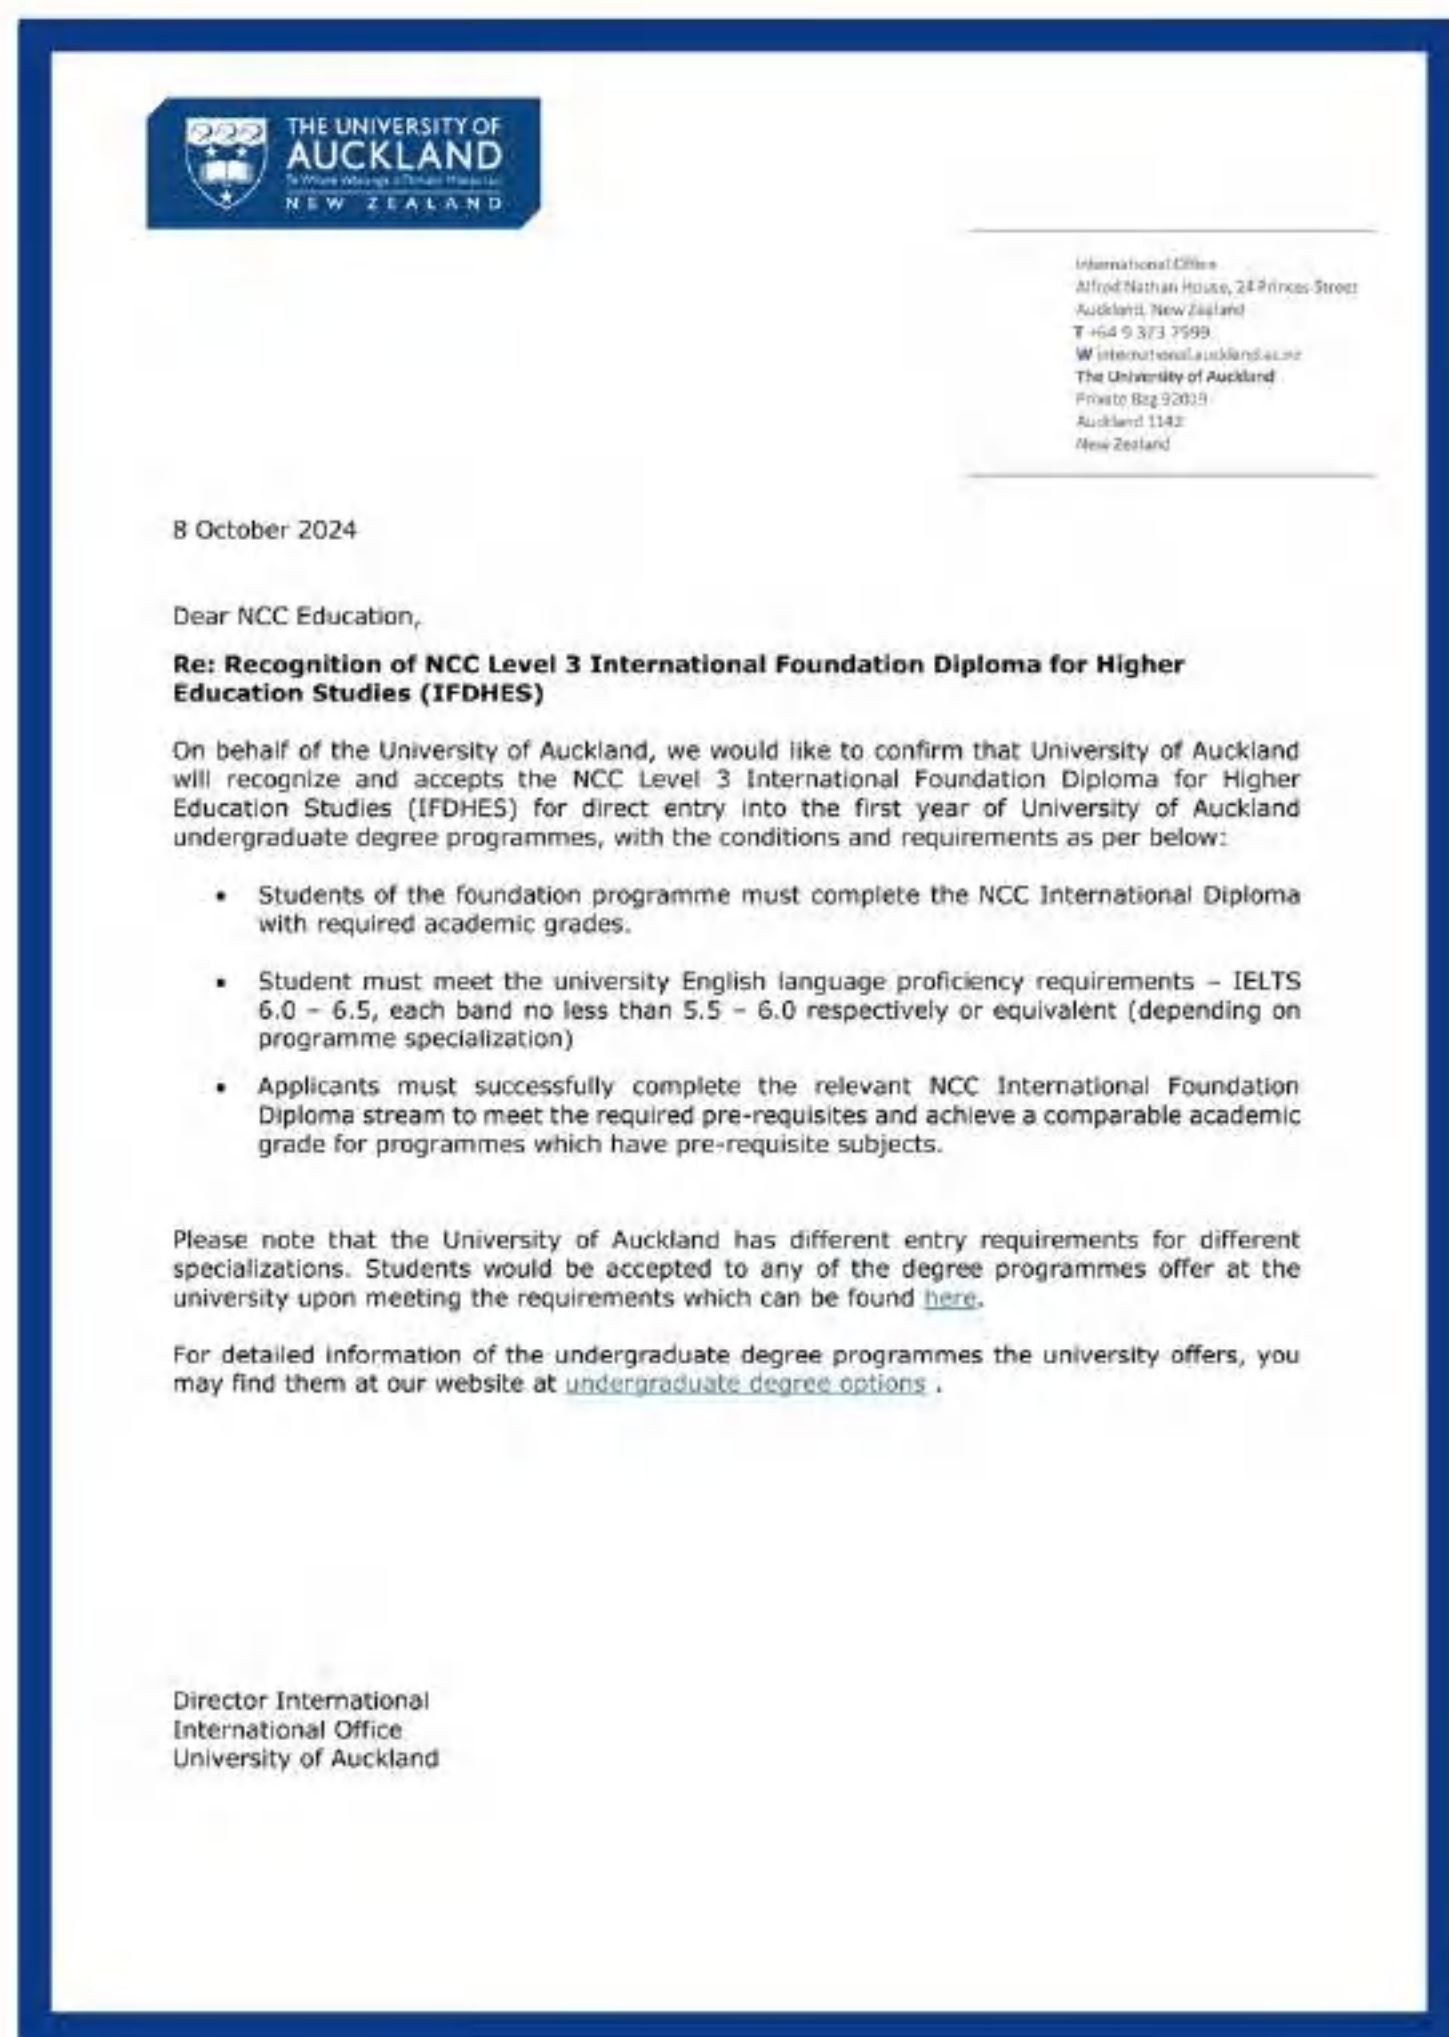 THE UNIVERSITY OF
AUCKLAND
NEW ZEALAND
International Office
Alfred Nathan House, 24 Princes Street
Auckland, New Zealand
T +64 9 373 7599
W international.auckland.ac.nz
The University of Auckland
Private Bag 92019
Auckland 1142
New Zealand
8 October 2024
Dear NCC Education,
Re: Recognition of NCC Level 3 International Foundation Diploma for Higher
Education Studies (IFDHES)
On behalf of the University of Auckland, we would like to confirm that University of Auckland
will recognize and accepts the NCC Level 3 International Foundation Diploma for Higher
Education Studies (IFDHES) for direct entry into the first year of University of Auckland
undergraduate degree programmes, with the conditions and requirements as per below:
• Students of the foundation programme must complete the NCC International Diploma
with required academic grades.
• Student must meet the university English language proficiency requirements – IELTS
6.0 – 6.5, each band no less than 5.5 – 6.0 respectively or equivalent (depending on
programme specialization)
• Applicants must successfully complete the relevant NCC International Foundation
Diploma stream to meet the required pre-requisites and achieve a comparable academic
grade for programmes which have pre-requisite subjects.
Please note that the University of Auckland has different entry requirements for different
specializations. Students would be accepted to any of the degree programmes offer at the
university upon meeting the requirements which can be found here.
For detailed information of the undergraduate degree programmes the university offers, you
may find them at our website at undergraduate degree options .
Director International
International Office
University of Auckland